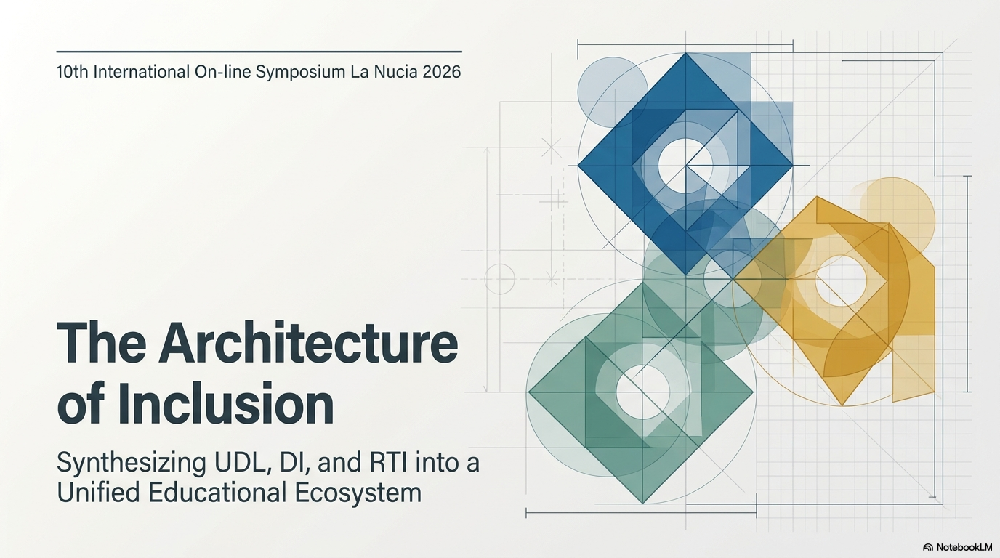 10th International On-line Symposium La Nucia 2026
The Architecture
of Inclusion
Synthesizing UDL, DI, and RTI into a
Unified Educational Ecosystem
NotebookLM